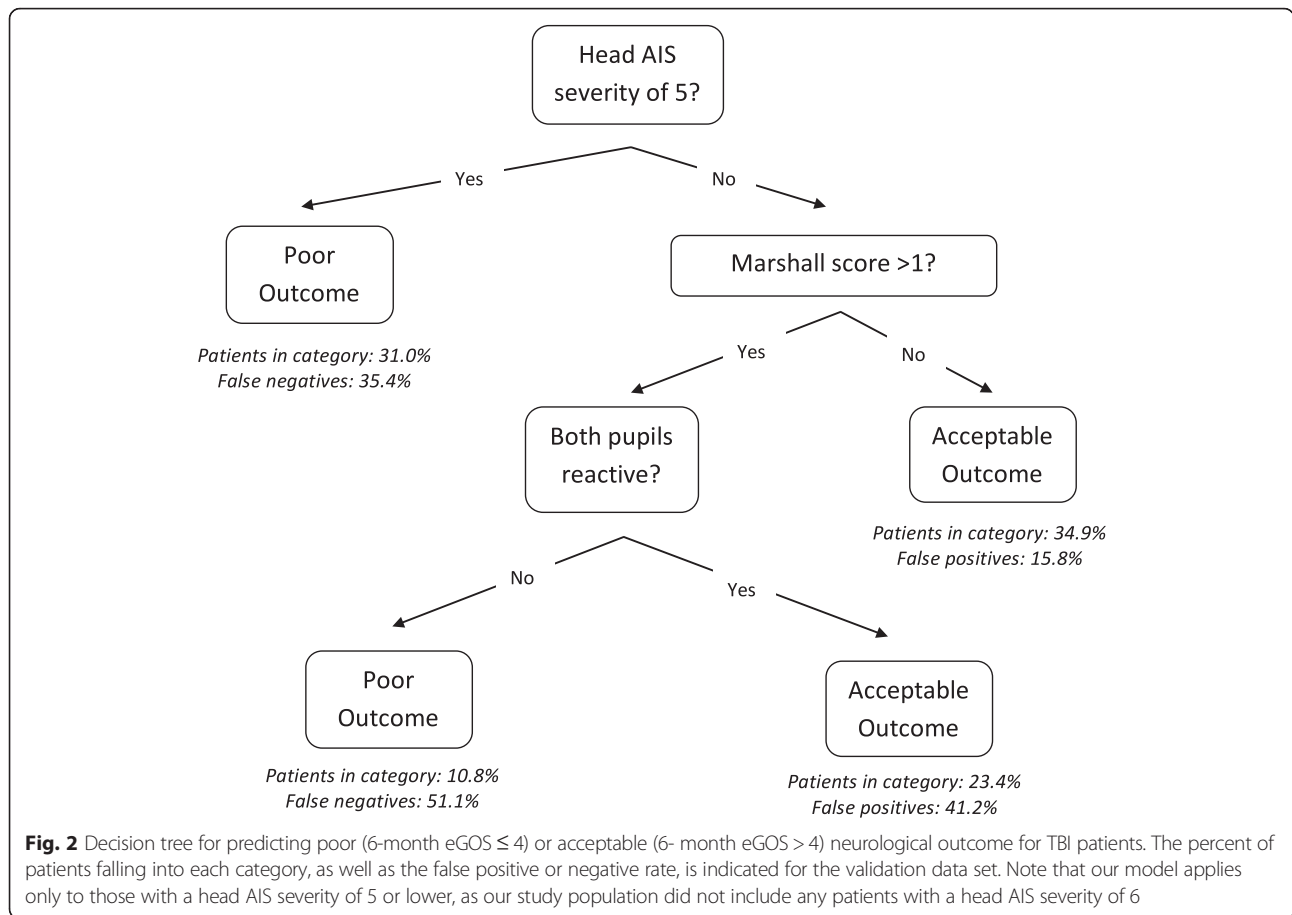 Head AIS
severity of 5?
Yes
No
Poor
Outcome
Patients in category: 31.0%
False negatives: 35.4%
Marshall score >1?
Yes
No
Both pupils
reactive?
Acceptable
Outcome
Patients in category: 34.9%
False positives: 15.8%
No
Yes
Poor
Outcome
Patients in category: 10.8%
False negatives: 51.1%
Acceptable
Outcome
Patients in category: 23.4%
False positives: 41.2%
Fig. 2 Decision tree for predicting poor (6-month eGOS ≤ 4) or acceptable (6- month eGOS > 4) neurological outcome for TBI patients. The percent of
patients falling into each category, as well as the false positive or negative rate, is indicated for the validation data set. Note that our model applies
only to those with a head AIS severity of 5 or lower, as our study population did not include any patients with a head AIS severity of 6